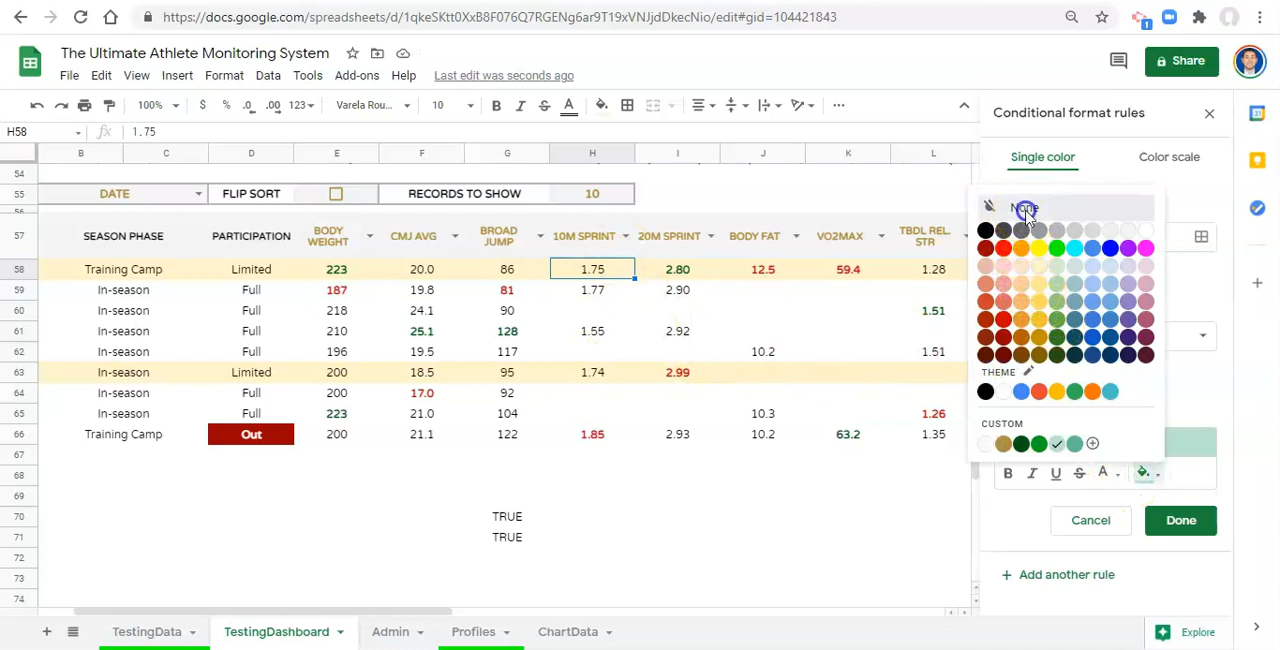 https://docs.google.com/spreadsheets/d/1qkeSKtt0XxB8F076Q7RGENg6ar9T19xVNJjdDkecNio/edit#gid=104421843
1
The Ultimate Athlete Monitoring System
File Edit View Insert Format Data Tools Add-ons Help Last edit was seconds ago
Share
100% $ % .0 .00 123 Varela Rou... 10 B I S A
H58 fx 1.75
Conditional format rules
Single color Color scale
B C D E F G H I J K L
54
55 DATE FLIP SORT RECORDS TO SHOW 10
56
57 SEASON PHASE PARTICIPATION BODY WEIGHT CMJ AVG BROAD JUMP 10M SPRINT 20M SPRINT BODY FAT VO2MAX TBDL REL. STR
58 Training Camp Limited 223 20.0 86 1.75 2.80 12.5 59.4 1.28
59 In-season Full 187 19.8 81 1.77 2.90
60 In-season Full 218 24.1 90 1.51
61 In-season Full 210 25.1 128 1.55 2.92
62 In-season Full 196 19.5 117 10.2 1.51
63 In-season Limited 200 18.5 95 1.74 2.99
64 In-season Full 200 17.0 92
65 In-season Full 223 21.0 104 10.3 1.26
66 Training Camp Out 200 21.1 122 1.85 2.93 10.2 63.2 1.35
67
68
69
70 TRUE
71 TRUE
72
73
74
None
THEME
CUSTOM
B I U S A
Cancel Done
+ Add another rule
TestingData TestingDashboard Admin Profiles ChartData
Explore